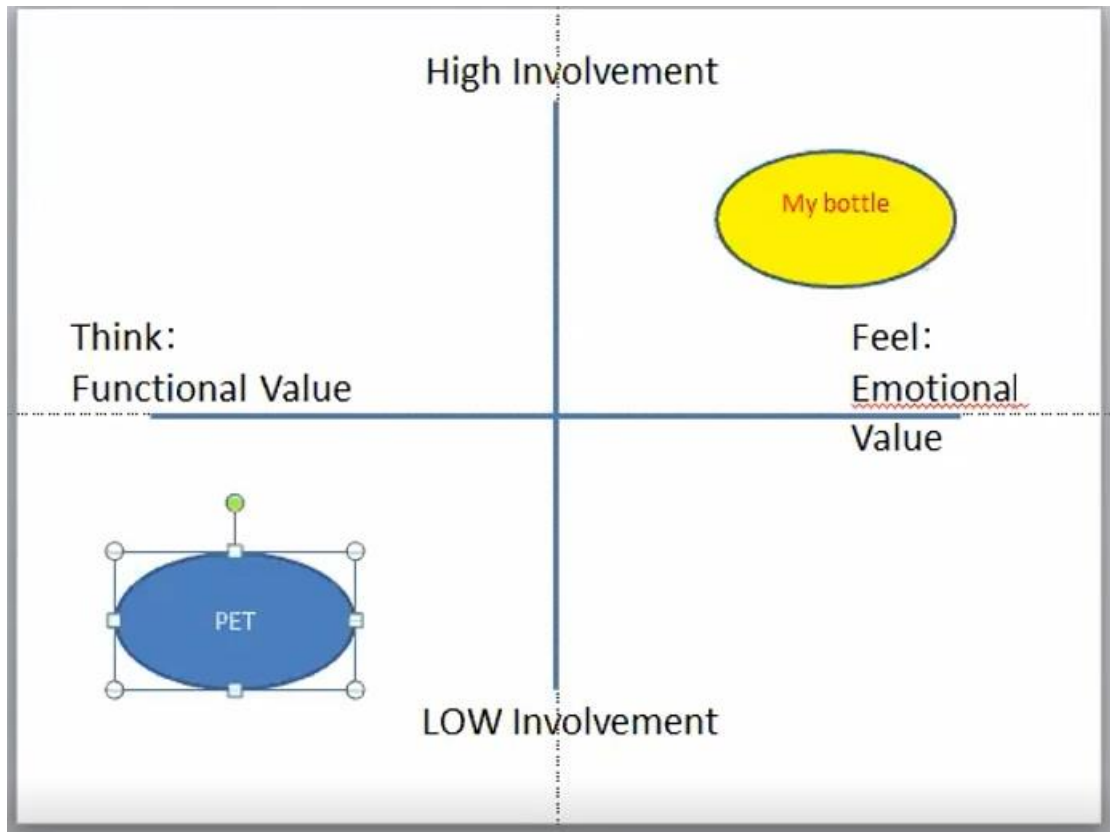 High Involvement
My bottle
Think:
Functional Value
Feel:
Emotional
Value
PET
LOW Involvement